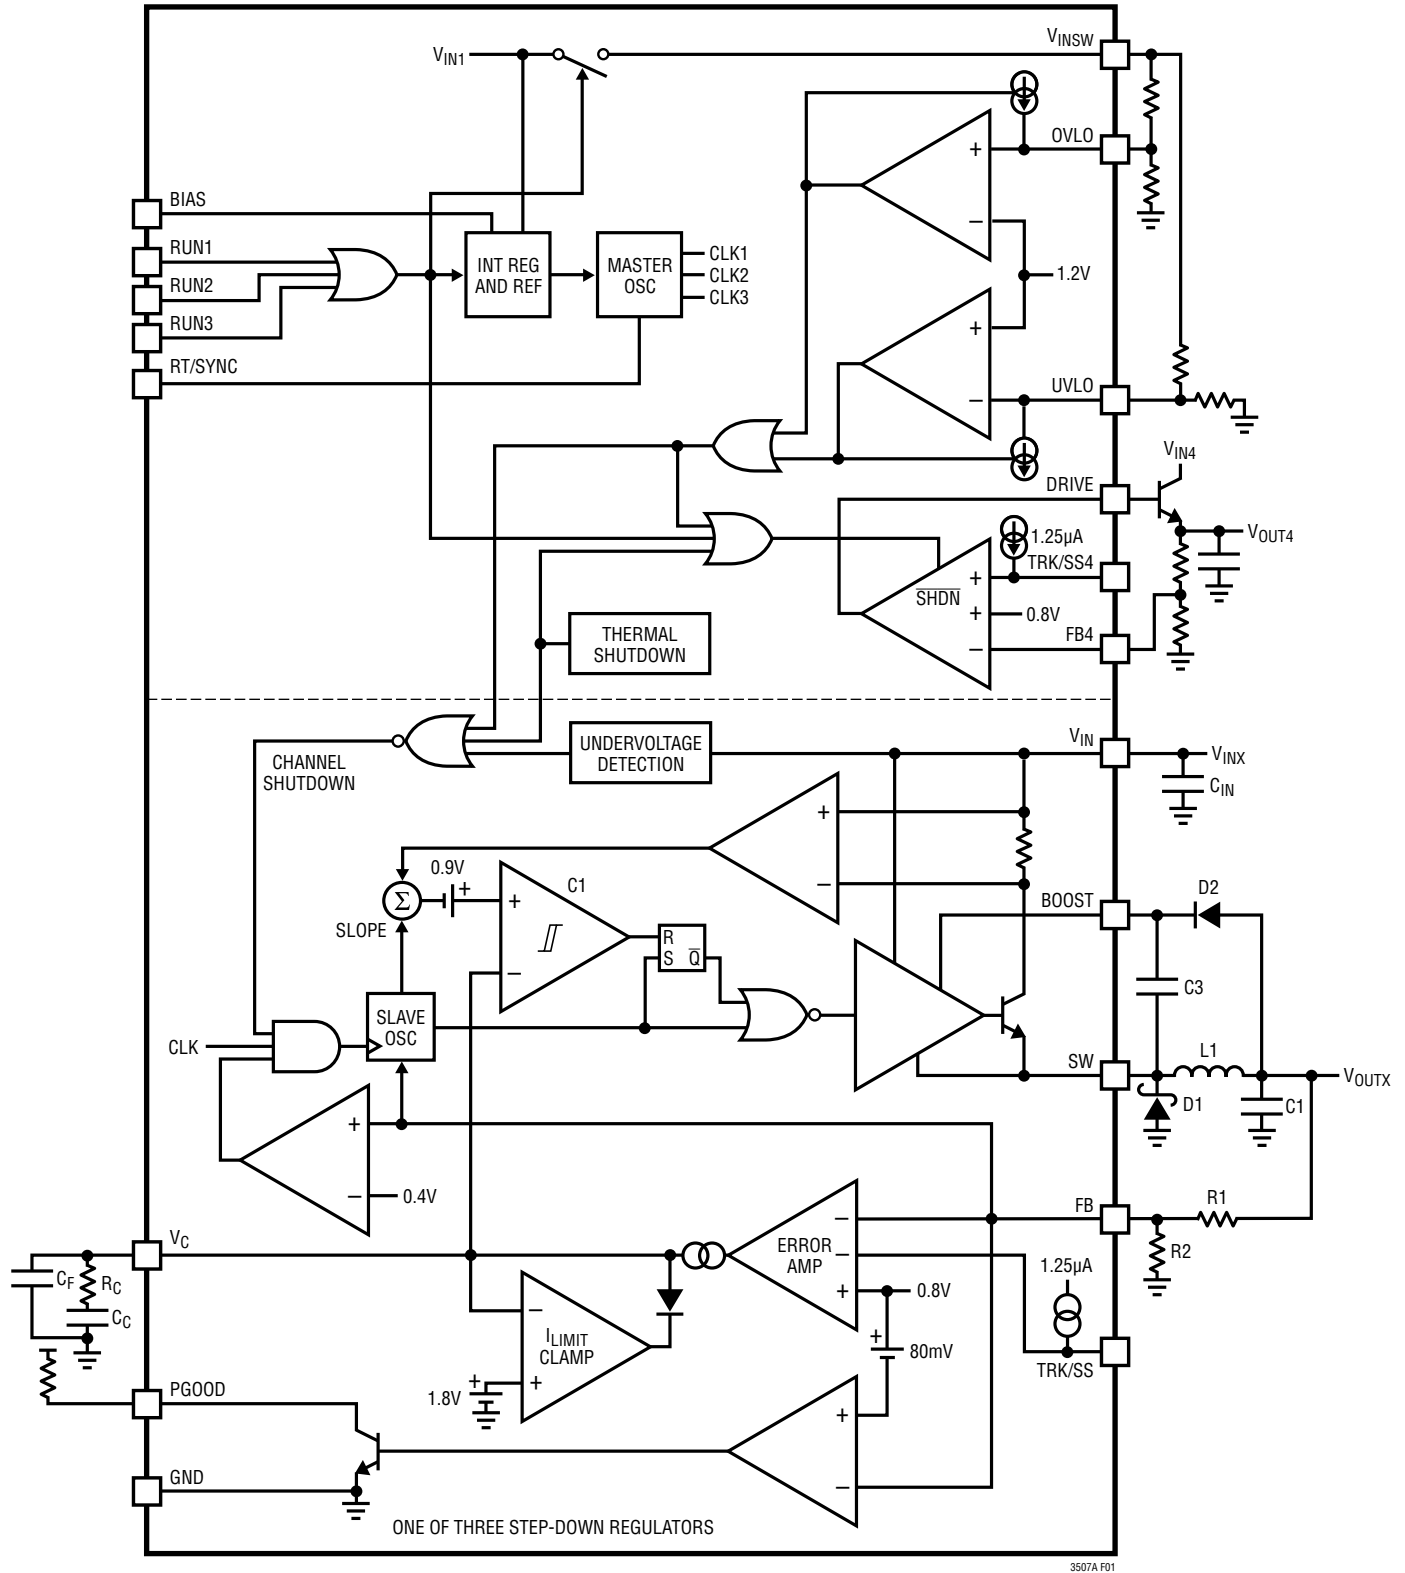 VIN1
VINSW
OVLO
+
–
1.2V
BIAS
RUN1
RUN2
RUN3
RT/SYNC
INT REG
AND REF
MASTER
OSC
CLK1
CLK2
CLK3
+
–
UVLO
VIN4
DRIVE
VOUT4
1.25µA
TRK/SS4
SHDN
+
+
0.8V
–
FB4
THERMAL
SHUTDOWN
CHANNEL
SHUTDOWN
UNDERVOLTAGE
DETECTION
VIN
VINX
CIN
+
–
0.9V
+
Σ
SLOPE
C1
+
–
R
S Q
BOOST
D2
C3
CLK
SLAVE
OSC
SW
L1
VOUTX
D1
C1
+
–
0.4V
FB
R1
R2
VC
CF
RC
CC
ERROR
AMP
–
–
+
0.8V
1.25µA
+
80mV
TRK/SS
ILIMIT
CLAMP
–
+
1.8V
+
PGOOD
+
–
GND
ONE OF THREE STEP-DOWN REGULATORS
3507A F01